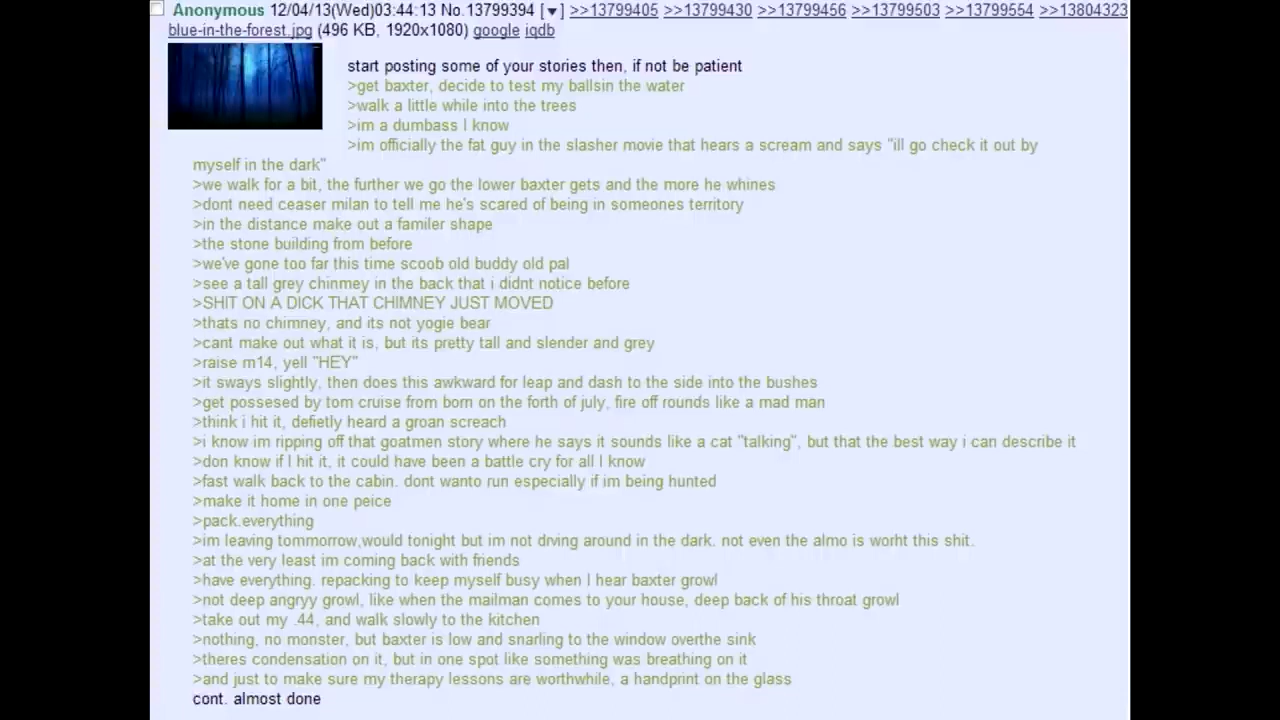 Anonymous 12/04/13(Wed)03:44:13 No.13799394 [▼] >>13799405 >>13799430 >>13799456 >>13799503 >>13799554 >>13804323
blue-in-the-forest.jpg (496 KB, 1920x1080) google iqdb
start posting some of your stories then, if not be patient
>get baxter, decide to test my ballsin the water
>walk a little while into the trees
>im a dumbass I know
>im officially the fat guy in the slasher movie that hears a scream and says "ill go check it out by
myself in the dark"
>we walk for a bit, the further we go the lower baxter gets and the more he whines
>dont need ceaser milan to tell me he's scared of being in someones territory
>in the distance make out a familer shape
>the stone building from before
>we've gone too far this time scoob old buddy old pal
>see a tall grey chinmey in the back that i didnt notice before
>SHIT ON A DICK THAT CHIMNEY JUST MOVED
>thats no chimney, and its not yogie bear
>cant make out what it is, but its pretty tall and slender and grey
>raise m14, yell "HEY"
>it sways slightly, then does this awkward for leap and dash to the side into the bushes
>get possesed by tom cruise from born on the forth of july, fire off rounds like a mad man
>think i hit it, defietly heard a groan screach
>i know im ripping off that goatmen story where he says it sounds like a cat "talking", but that the best way i can describe it
>don know if I hit it, it could have been a battle cry for all I know
>fast walk back to the cabin. dont wanto run especially if im being hunted
>make it home in one peice
>pack.everything
>im leaving tommorrow,would tonight but im not drving around in the dark. not even the almo is worht this shit.
>at the very least im coming back with friends
>have everything. repacking to keep myself busy when I hear baxter growl
>not deep angryy growl, like when the mailman comes to your house, deep back of his throat growl
>take out my .44, and walk slowly to the kitchen
>nothing, no monster, but baxter is low and snarling to the window overthe sink
>theres condensation on it, but in one spot like something was breathing on it
>and just to make sure my therapy lessons are worthwhile, a handprint on the glass
cont. almost done